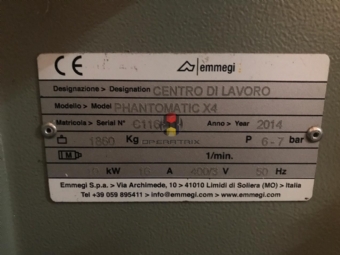 CE emmegi
Designazione > Designation CENTRO DI LAVORO
Modello > Model PHANTOMATIC X4
Matricola > Serial N° Anno > Year 2014
1860 Kg P 6-7 bar
OPERATRIX
1/min.
kW A 400/3 V 50 Hz
Emmegi S.p.a. > Via Archimede, 10 > 41010 Limidi di Soliera (MO) > Italia
Tel +39 059 895411 > www.emmegi.com > info@emmegi.com